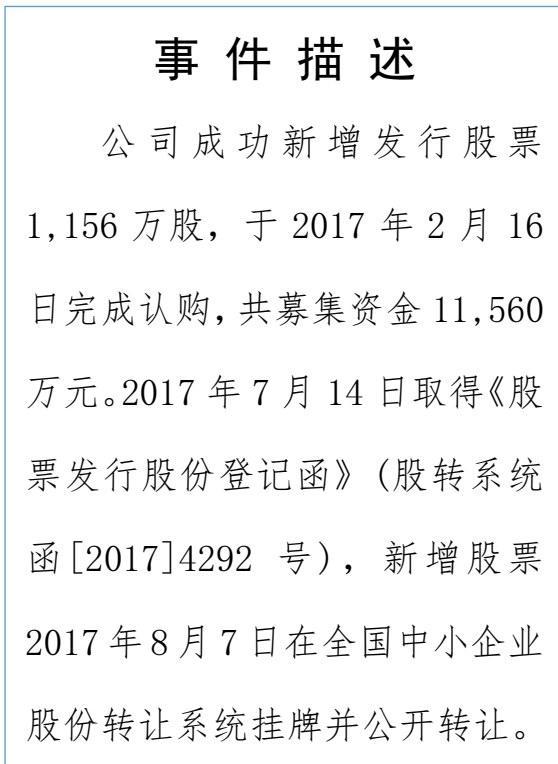 事件描述
公司成功新增发行股票
1,156 万股，于 2017 年 2 月 16
日完成认购，共募集资金 11,560
万元。2017 年 7 月 14 日取得《股
票发行股份登记函》（股转系统
函[2017]4292 号），新增股票
2017 年 8 月 7 日在全国中小企业
股份转让系统挂牌并公开转让。